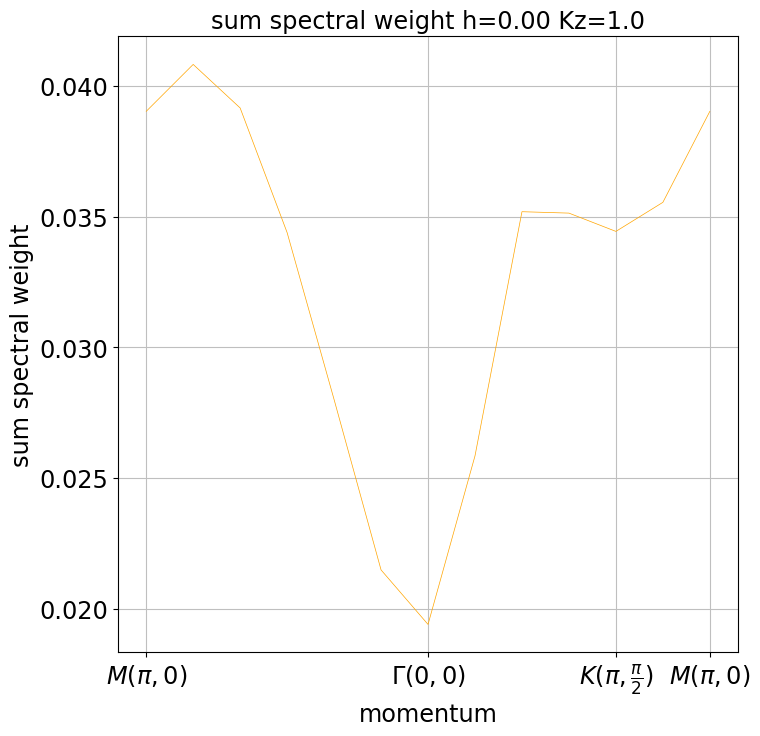 sum spectral weight h=0.00 Kz=1.0
sum spectral weight
0.040
0.035
0.030
0.025
0.020
M(π, 0) Γ(0, 0) K(π, π/2) M(π, 0)
momentum